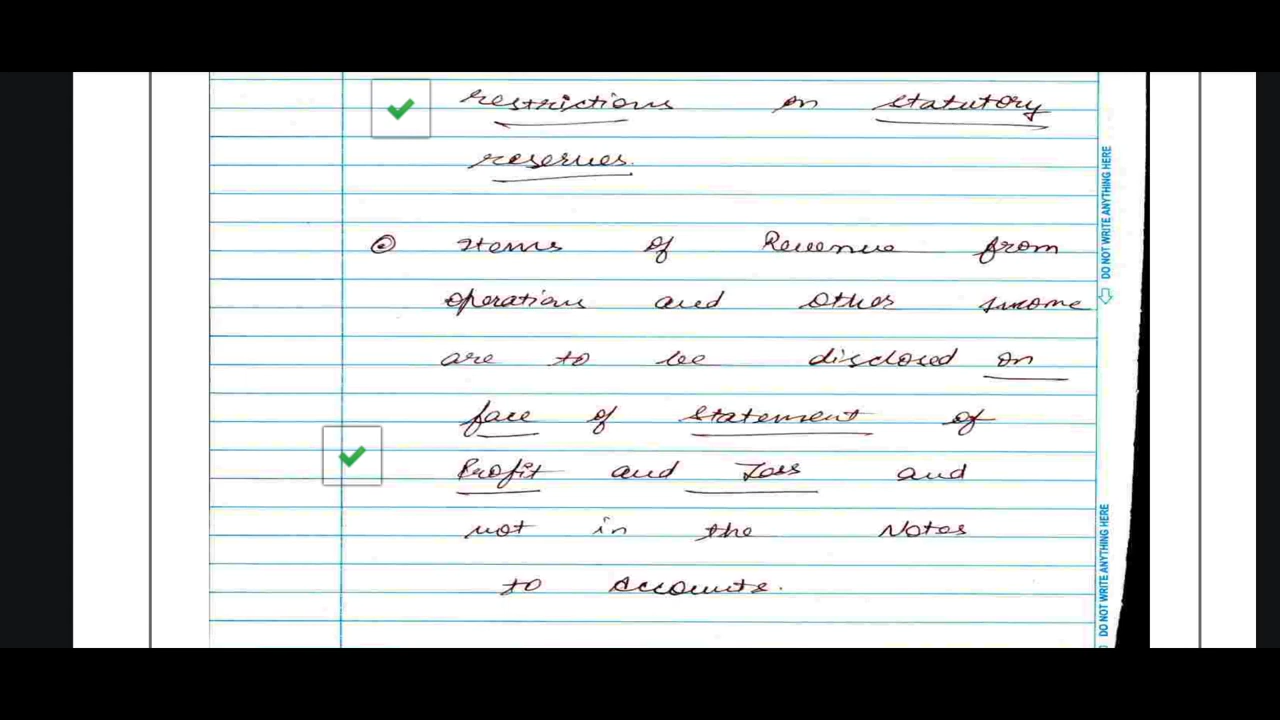 restrictions on statutory
reserves.
Items of Revenue from
operations and other income
are to be disclosed on
face of statement of
Profit and Loss and
not in the Notes
to Accounts.
DO NOT WRITE ANYTHING HERE
DO NOT WRITE ANYTHING HERE